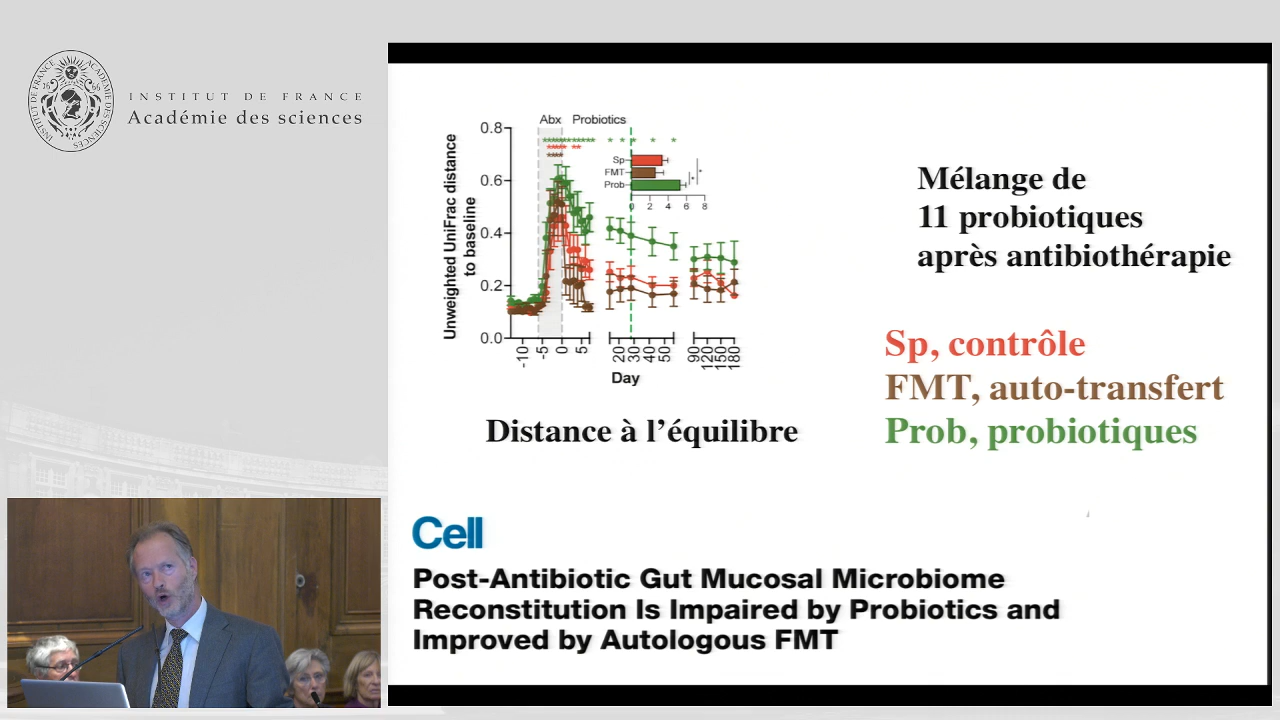 INSTITUT DE FRANCE
Académie des sciences
Abx Probiotics
Unweighted UniFrac distance
to baseline
0.8
0.6
0.4
0.2
0.0
Sp
FMT
Prob
0 2 4 6 8
-10 -5 0 5 20 30 40 50 90 120 150 180
Day
Distance à l’équilibre
Mélange de
11 probiotiques
après antibiothérapie
Sp, contrôle
FMT, auto-transfert
Prob, probiotiques
Cell
Post-Antibiotic Gut Mucosal Microbiome
Reconstitution Is Impaired by Probiotics and
Improved by Autologous FMT